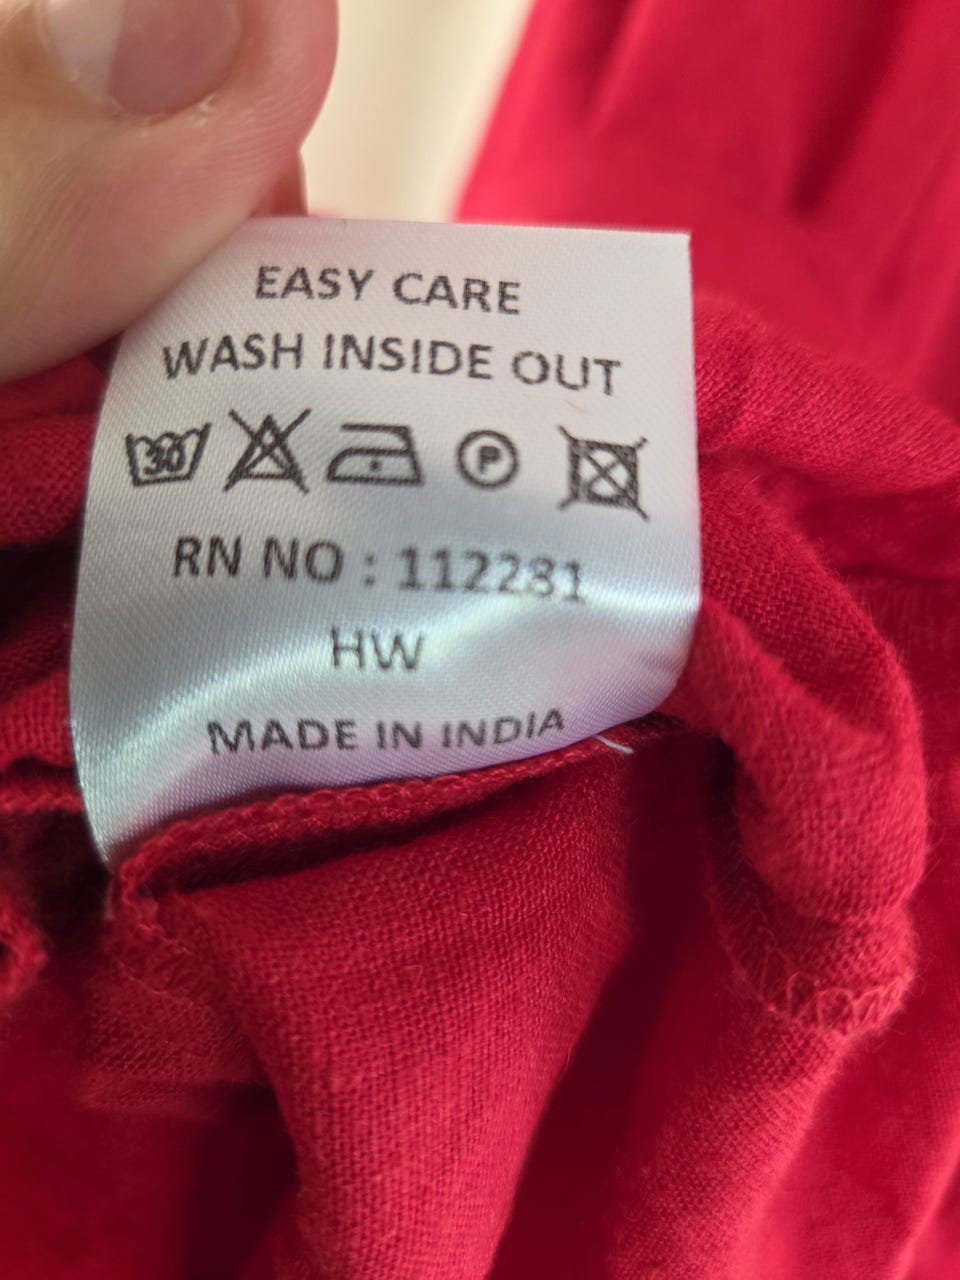 EASY CARE
WASH INSIDE OUT
30 P
RN NO : 112281
HW
MADE IN INDIA